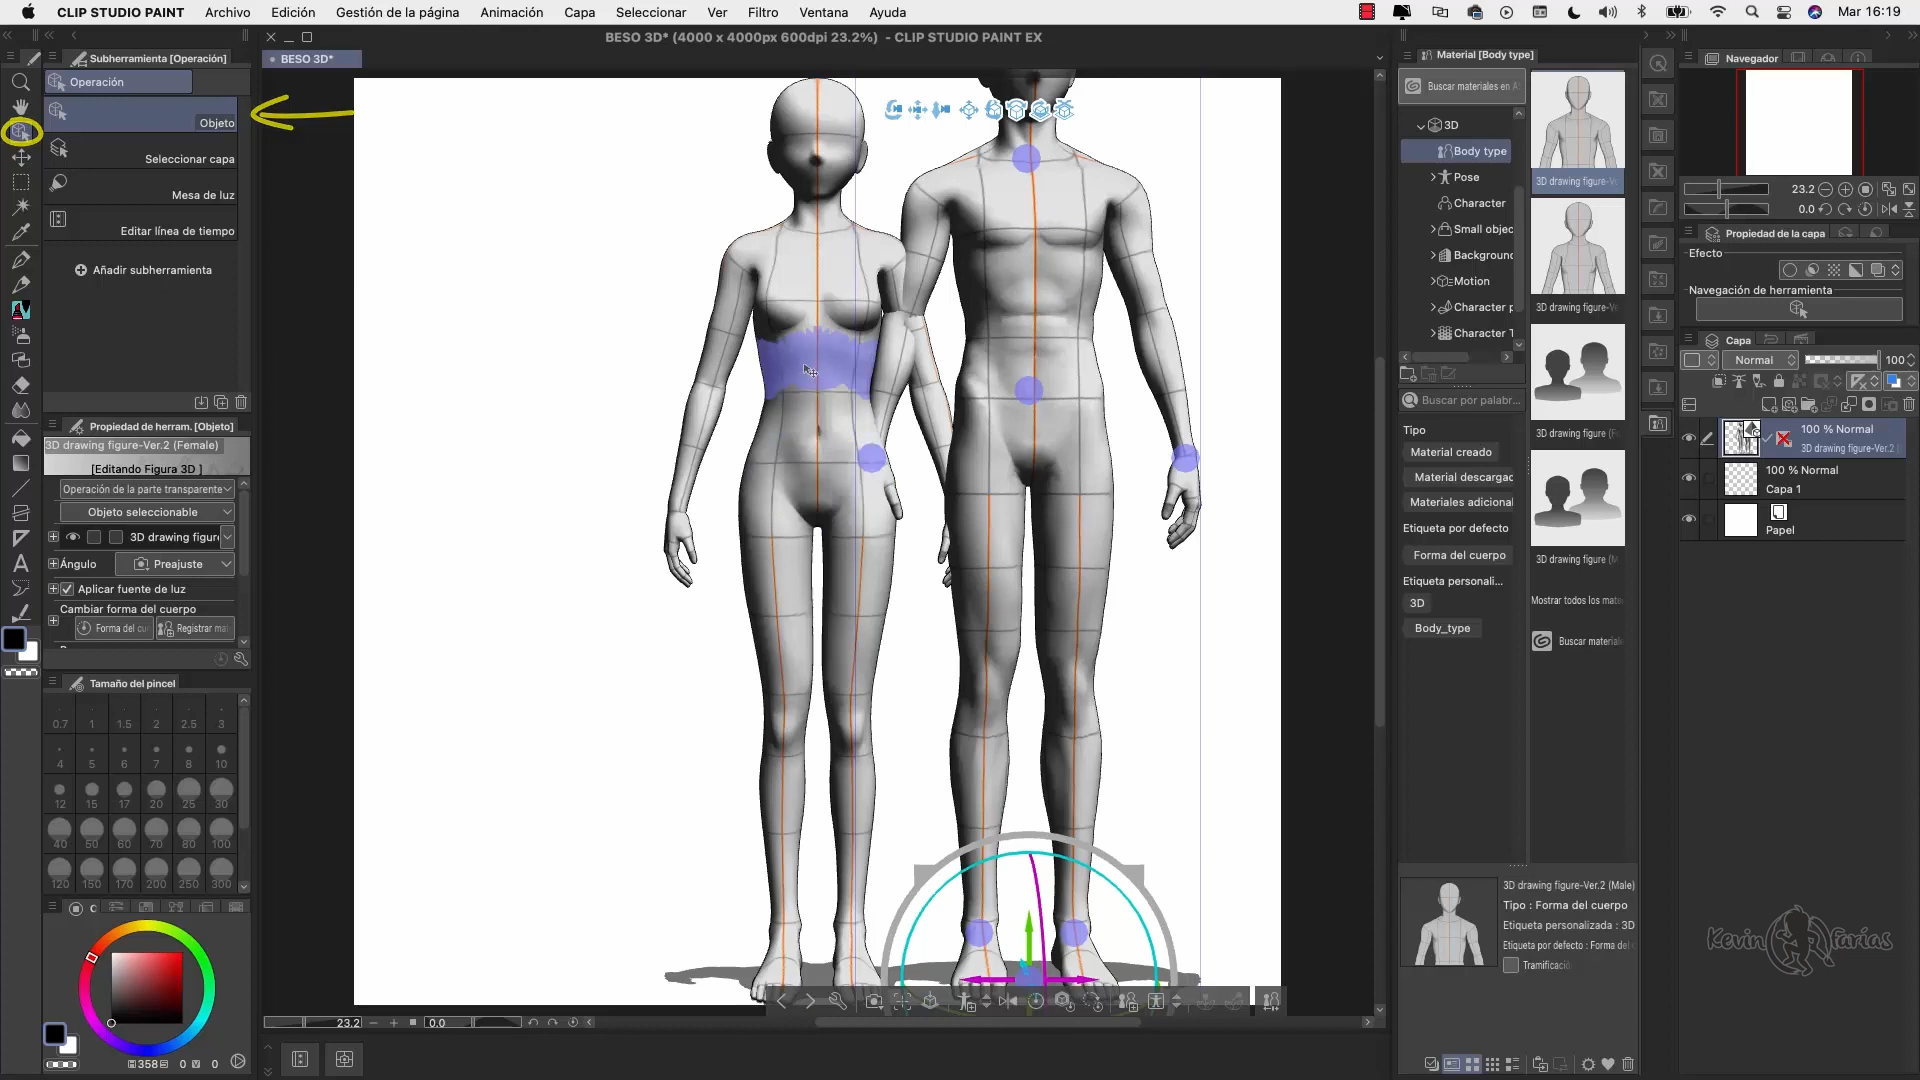 CLIP STUDIO PAINT Archivo Edición Gestión de la página Animación Capa Seleccionar Ver Filtro Ventana Ayuda Mar 16:19
BESO 3D* (4000 x 4000px 600dpi 23.2%) - CLIP STUDIO PAINT EX
BESO 3D*
Subherramienta [Operación]
Operación
Objeto
Seleccionar capa
Mesa de luz
Editar línea de tiempo
Añadir subherramienta
Propiedad de herram. [Objeto]
3D drawing figure-Ver.2 (Female)
[Editando Figura 3D ]
Operación de la parte transparente
Objeto seleccionable
3D drawing figur
Ángulo Preajuste
Aplicar fuente de luz
Cambiar forma del cuerpo
Forma del cu Registrar ma
Tamaño del pincel
0.7 1 1.5 2 2.5 3
4 5 6 7 8 10
12 15 17 20 25 30
40 50 60 70 80 100
120 150 170 200 250 300
358 0 0
23.2 0.0
Material [Body type]
Buscar materiales en A
3D
Body type
Pose
Character
Small objec
Background
Motion
Character p
Character T
Buscar por palabr...
Tipo
Material creado
Material descargad
Materiales adicional
Etiqueta por defecto
Forma del cuerpo
Etiqueta personali...
3D
Body_type
3D drawing figure-Ve
3D drawing figure-Ve
3D drawing figure (F
3D drawing figure (M
Mostrar todos los mate
Buscar materiale
3D drawing figure-Ver.2 (Male)
Tipo : Forma del cuerpo
Etiqueta personalizada : 3D
Etiqueta por defecto : Forma del
Tramificació
Navegador
23.2
0.0
Propiedad de la capa
Efecto
Navegación de herramienta
Capa
Normal 100
100 % Normal
3D drawing figure-Ver.2
100 % Normal
Capa 1
Papel
Kevin Farías